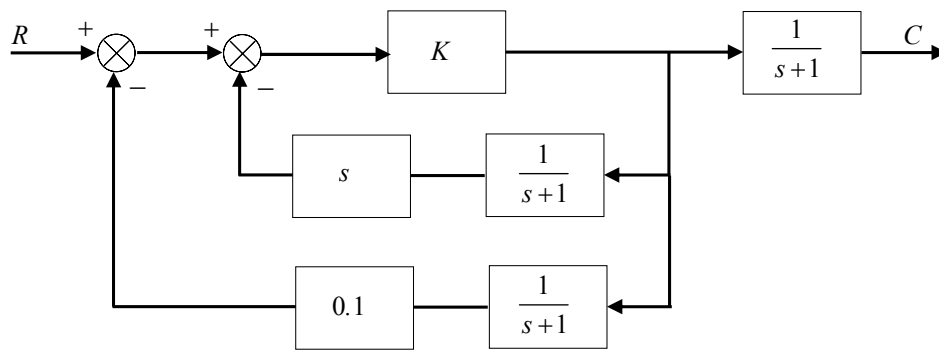 R + + K 1/(s+1) C
− −
s 1/(s+1)
0.1 1/(s+1)